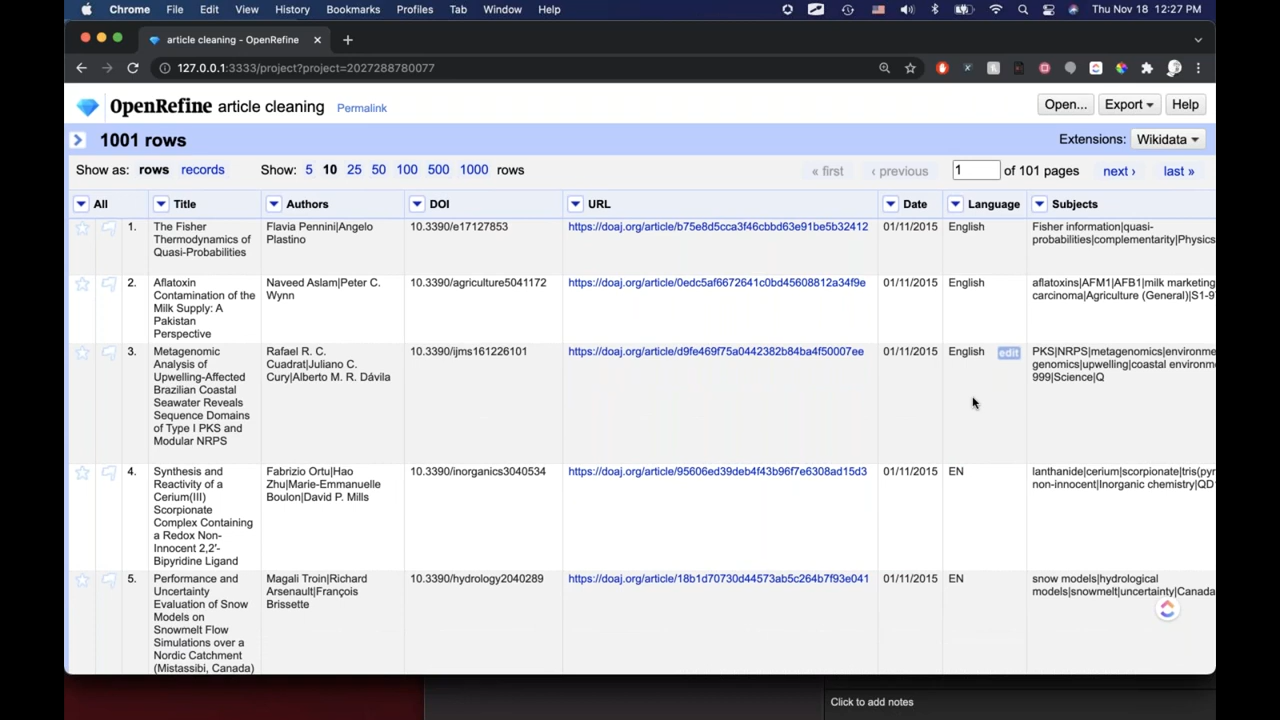 Chrome File Edit View History Bookmarks Profiles Tab Window Help Thu Nov 18 12:27 PM
article cleaning - OpenRefine
127.0.0.1:3333/project?project=2027288780077
OpenRefine article cleaning Permalink Open... Export Help
1001 rows Extensions: Wikidata
Show as: rows records Show: 5 10 25 50 100 500 1000 rows « first ‹ previous 1 of 101 pages next › last »
All Title Authors DOI URL Date Language Subjects
1. The Fisher Flavia Pennini|Angelo 10.3390/e17127853 https://doaj.org/article/b75e8d5cca3f46cbbd63e91be5b32412 01/11/2015 English Fisher information|quasi-
Thermodynamics of Plastino probabilities|complementarity|Physics
Quasi-Probabilities
2. Aflatoxin Naveed Aslam|Peter C. 10.3390/agriculture5041172 https://doaj.org/article/0edc5af6672641c0bd45608812a34f9e 01/11/2015 English aflatoxins|AFM1|AFB1|milk marketing
Contamination of the Wynn carcinoma|Agriculture (General)|S1-9
Milk Supply: A
Pakistan
Perspective
3. Metagenomic Rafael R. C. 10.3390/ijms161226101 https://doaj.org/article/d9fe469f75a0442382b84ba4f50007ee 01/11/2015 English edit PKS|NRPS|metagenomics|environme
Analysis of Cuadrat|Juliano C. genomics|upwelling|coastal environm
Upwelling-Affected Cury|Alberto M. R. Dávila 999|Science|Q
Brazilian Coastal
Seawater Reveals
Sequence Domains
of Type I PKS and
Modular NRPS
4. Synthesis and Fabrizio Ortu|Hao 10.3390/inorganics3040534 https://doaj.org/article/95606ed39deb4f43b96f7e6308ad15d3 01/11/2015 EN lanthanide|cerium|scorpionate|tris(pyr
Reactivity of a Zhu|Marie-Emmanuelle non-innocent|Inorganic chemistry|QD
Cerium(III) Boulon|David P. Mills
Scorpionate
Complex Containing
a Redox Non-
Innocent 2,2′-
Bipyridine Ligand
5. Performance and Magali Troin|Richard 10.3390/hydrology2040289 https://doaj.org/article/18b1d70730d44573ab5c264b7f93e041 01/11/2015 EN snow models|hydrological
Uncertainty Arsenault|François models|snowmelt|uncertainty|Canada
Evaluation of Snow Brissette
Models on
Snowmelt Flow
Simulations over a
Nordic Catchment
(Mistassibi, Canada)
Click to add notes